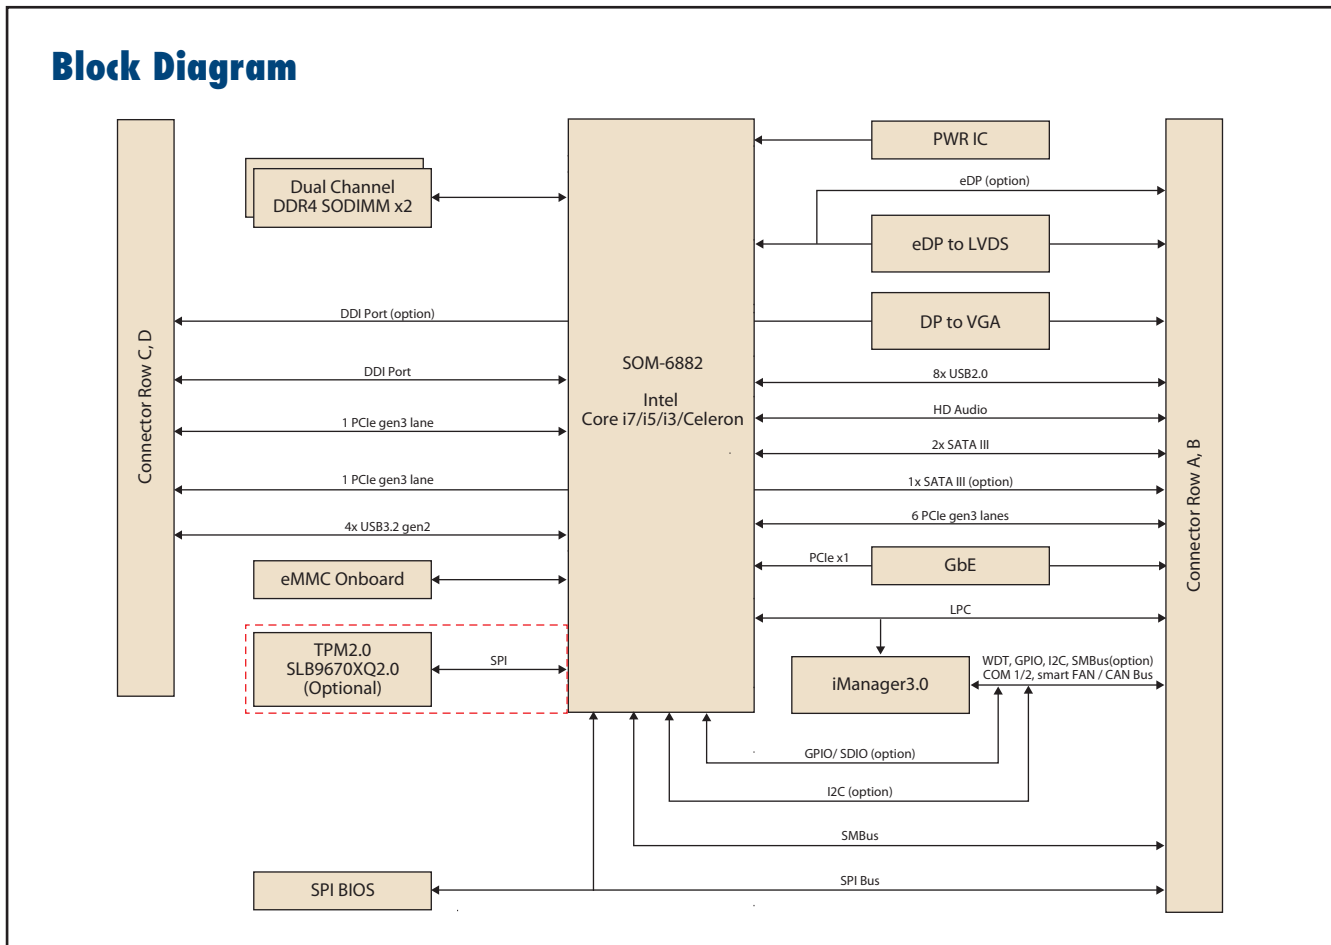 Block Diagram
Connector Row C, D
Dual Channel
DDR4 SODIMM x2
DDI Port (option)
DDI Port
1 PCIe gen3 lane
1 PCIe gen3 lane
4x USB3.2 gen2
eMMC Onboard
TPM2.0
SLB9670XQ2.0
(Optional)
SPI
SPI BIOS
SOM-6882
Intel
Core i7/i5/i3/Celeron
PWR IC
eDP (option)
eDP to LVDS
DP to VGA
8x USB2.0
HD Audio
2x SATA III
1x SATA III (option)
6 PCIe gen3 lanes
PCIe x1
GbE
LPC
iManager3.0
WDT, GPIO, I2C, SMBus(option)
COM 1/2, smart FAN / CAN Bus
GPIO/ SDIO (option)
I2C (option)
SMBus
SPI Bus
Connector Row A, B